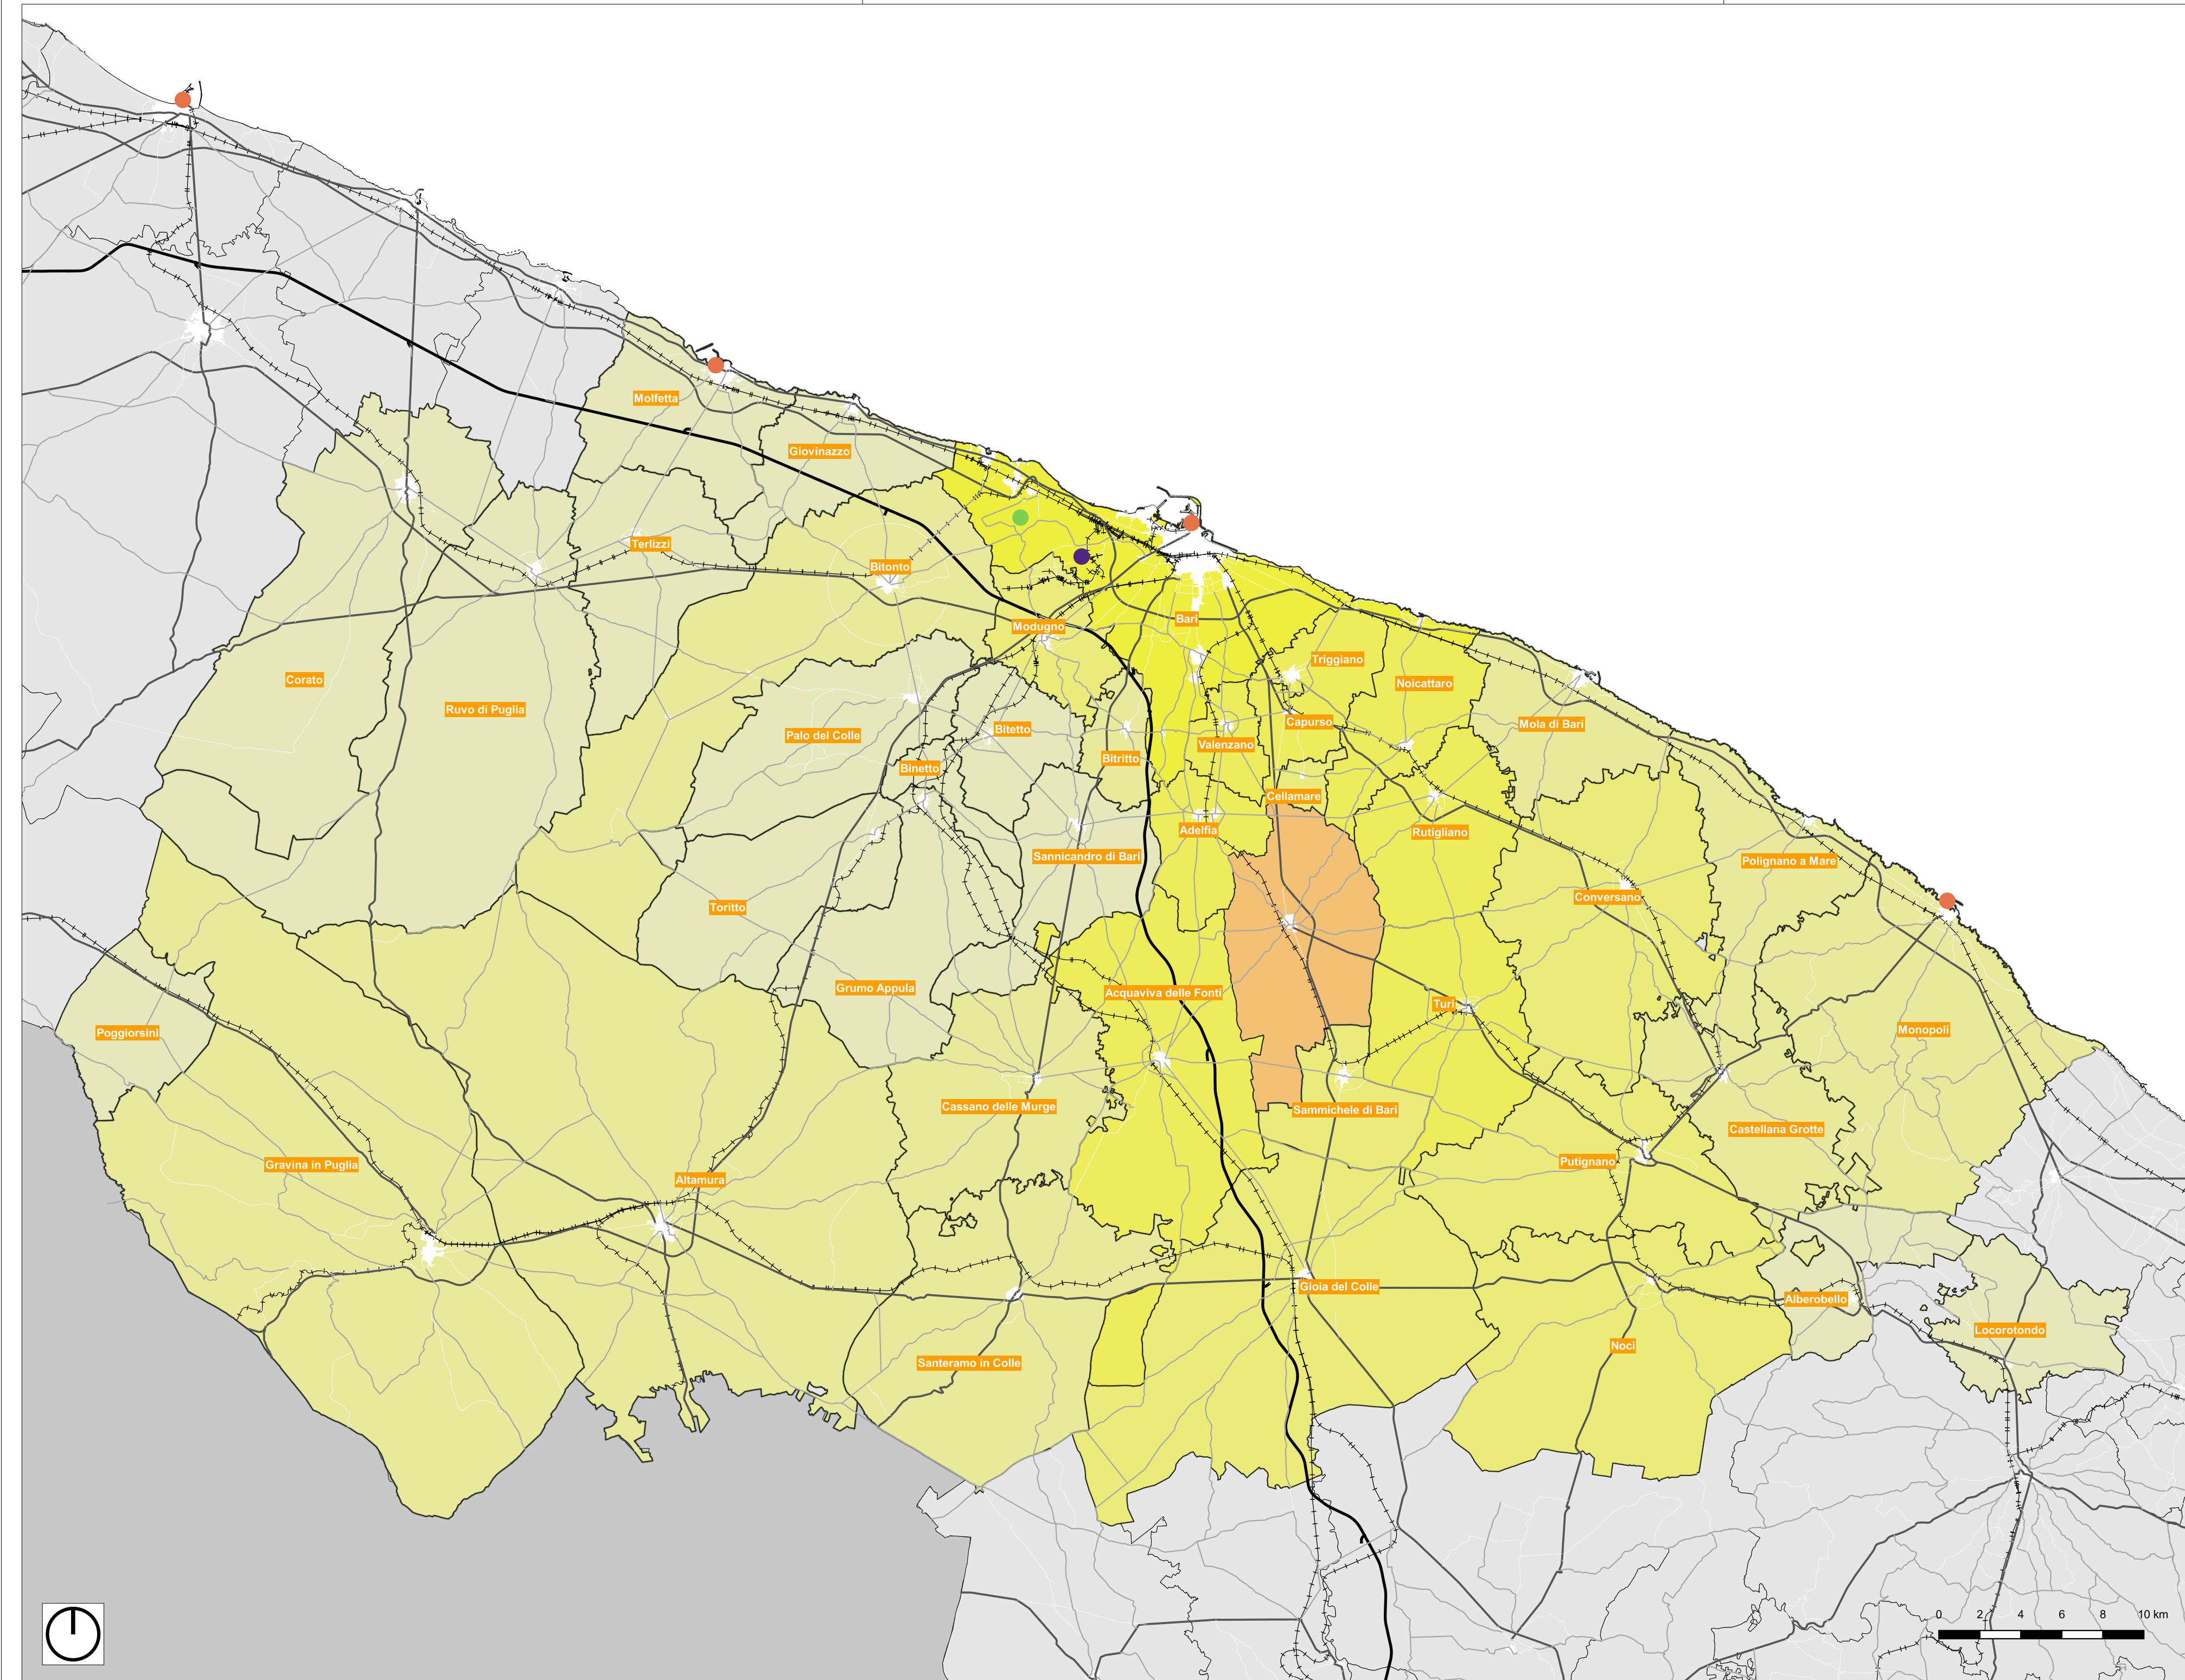 Molfetta
Giovinazzo
Terlizzi
Bitonto
Bari
Modugno
Triggiano
Corato
Noicattaro
Ruvo di Puglia
Capurso
Mola di Bari
Bitetto
Palo del Colle
Valenzano
Bitritto
Binetto
Cellamare
Adelfia
Rutigliano
Sannicandro di Bari
Polignano a Mare
Conversano
Toritto
Grumo Appula
Acquaviva delle Fonti
Turi
Poggiorsini
Monopoli
Cassano delle Murge
Sammichele di Bari
Castellana Grotte
Putignano
Gravina in Puglia
Altamura
Gioia del Colle
Alberobello
Locorotondo
Noci
Santeramo in Colle
0 2 4 6 8 10 km